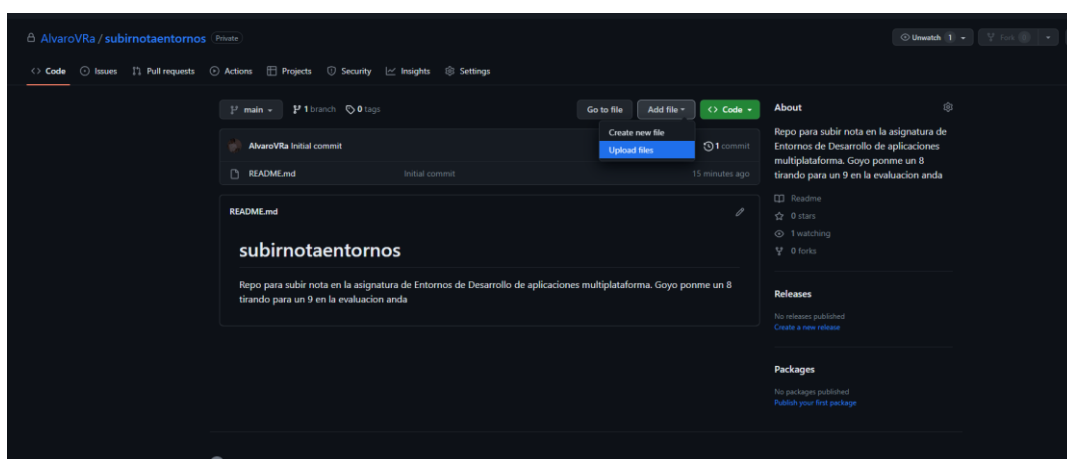 AlvaroVRa / subirnotaentornos Private
Unwatch 1
Fork 0
Code Issues Pull requests Actions Projects Security Insights Settings
main 1 branch 0 tags
Go to file Add file Code
Create new file
Upload files
AlvaroVRa Initial commit
1 commit
README.md Initial commit 15 minutes ago
README.md
subirnotaentornos
Repo para subir nota en la asignatura de Entornos de Desarrollo de aplicaciones multiplataforma. Goyo ponme un 8
tirando para un 9 en la evaluacion anda
About
Repo para subir nota en la asignatura de
Entornos de Desarrollo de aplicaciones
multiplataforma. Goyo ponme un 8
tirando para un 9 en la evaluacion anda
Readme
0 stars
1 watching
0 forks
Releases
No releases published
Create a new release
Packages
No packages published
Publish your first package